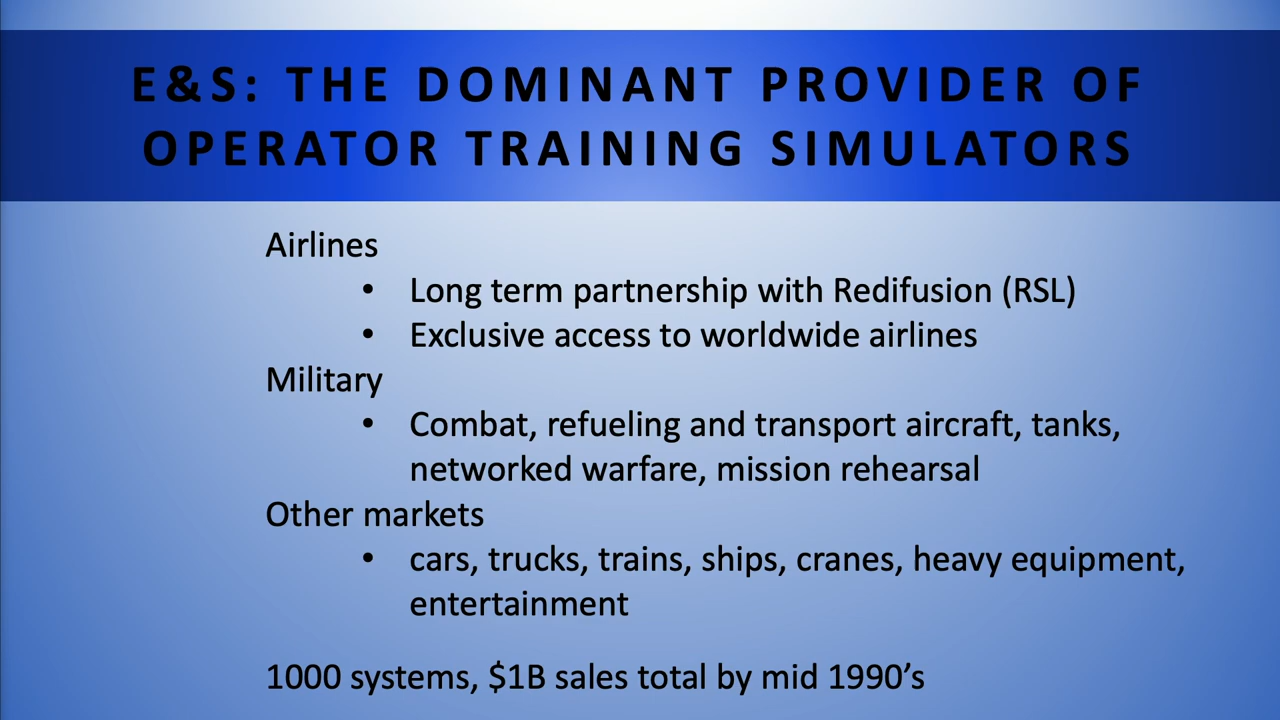 E&S: THE DOMINANT PROVIDER OF
OPERATOR TRAINING SIMULATORS
Airlines
• Long term partnership with Redifusion (RSL)
• Exclusive access to worldwide airlines
Military
• Combat, refueling and transport aircraft, tanks,
networked warfare, mission rehearsal
Other markets
• cars, trucks, trains, ships, cranes, heavy equipment,
entertainment
1000 systems, $1B sales total by mid 1990’s